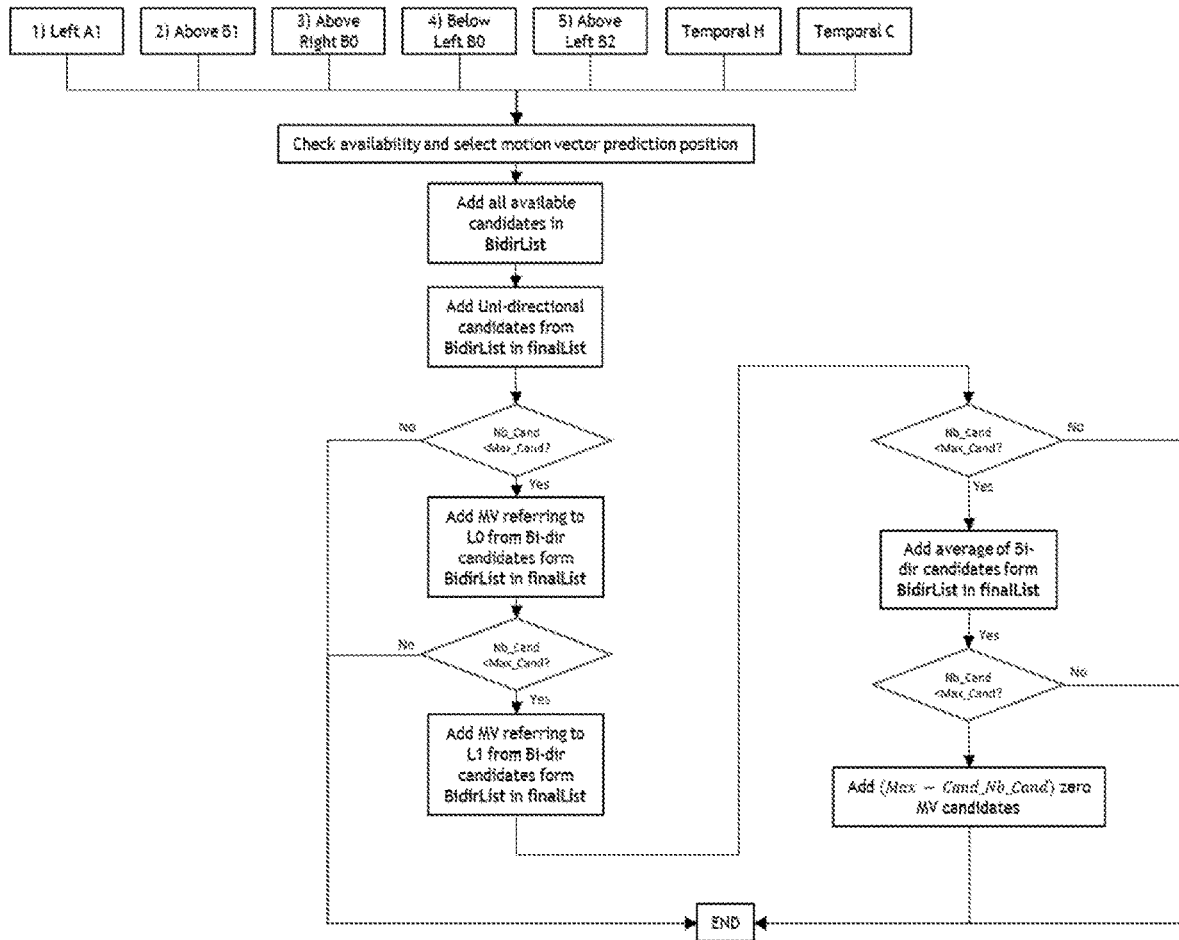 1) Left A1
2) Above B1
3) Above
Right B0
4) Below
Left B0
5) Above
Left B2
Temporal H
Temporal C
Check availability and select motion vector prediction position
Add all available
candidates in
BidirList
Add Uni-directional
candidates from
BidirList in finalList
Nb_Cand
<Max_Cand?
No
Yes
Add MV referring to
L0 from Bi-dir
candidates form
BidirList in finalList
Nb_Cand
<Max_Cand?
No
Yes
Add MV referring to
L1 from Bi-dir
candidates form
BidirList in finalList
Nb_Cand
<Max_Cand?
No
Yes
Add average of Bi-
dir candidates form
BidirList in finalList
Yes
Nb_Cand
<Max_Cand?
No
Yes
Add (Max − Cand_Nb_Cand) zero
MV candidates
END